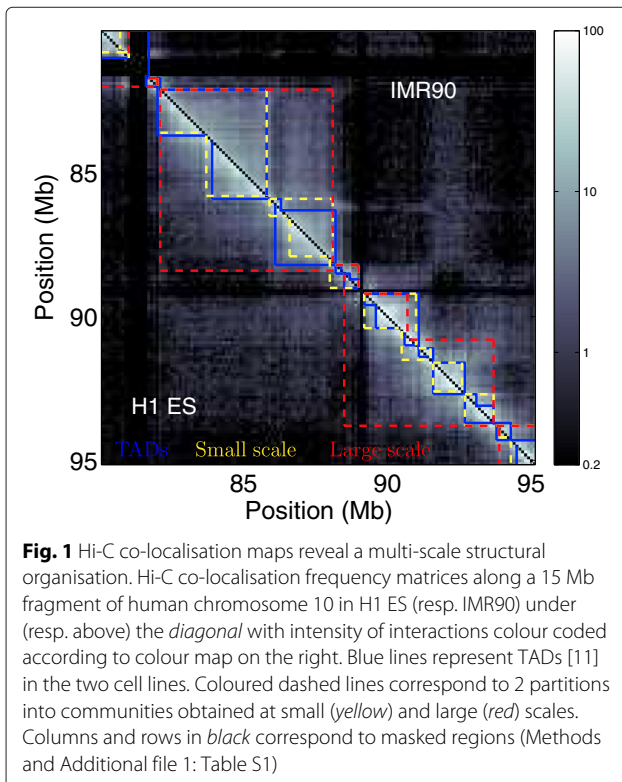 100
IMR90
85
10
Position (Mb)
90
1
H1 ES
TADs Small scale Large scale
95
0.2
85 90 95
Position (Mb)
Fig. 1 Hi-C co-localisation maps reveal a multi-scale structural
organisation. Hi-C co-localisation frequency matrices along a 15 Mb
fragment of human chromosome 10 in H1 ES (resp. IMR90) under
(resp. above) the diagonal with intensity of interactions colour coded
according to colour map on the right. Blue lines represent TADs [11]
in the two cell lines. Coloured dashed lines correspond to 2 partitions
into communities obtained at small (yellow) and large (red) scales.
Columns and rows in black correspond to masked regions (Methods
and Additional file 1: Table S1)